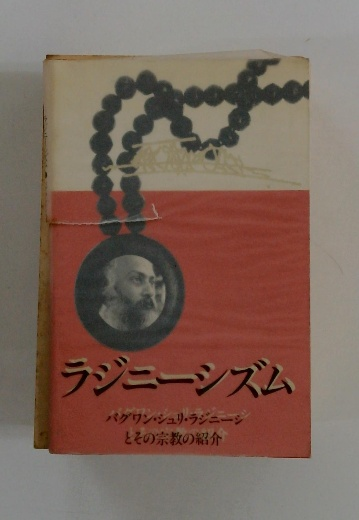 ラジニーシズム
バグワン・シュリ・ラジニーシ
とその宗教の紹介